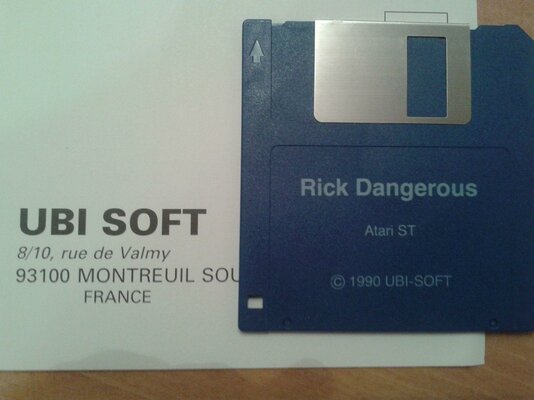 UBI SOFT
8/10, rue de Valmy
93100 MONTREUIL SOU
FRANCE
Rick Dangerous
Atari ST
© 1990 UBI-SOFT